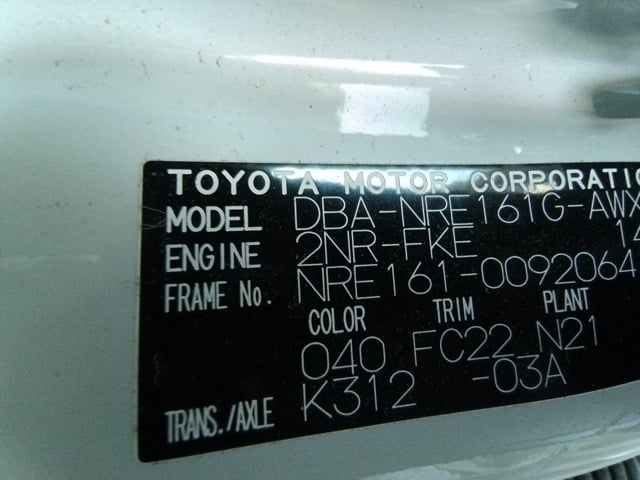 TOYOTA MOTOR CORPORATIO
MODEL DBA-NRE161G-AWX
ENGINE 2NR-FKE 14
FRAME No. NRE161-0092064
COLOR TRIM PLANT
040 FC22 N21
TRANS./AXLE K312 -03A